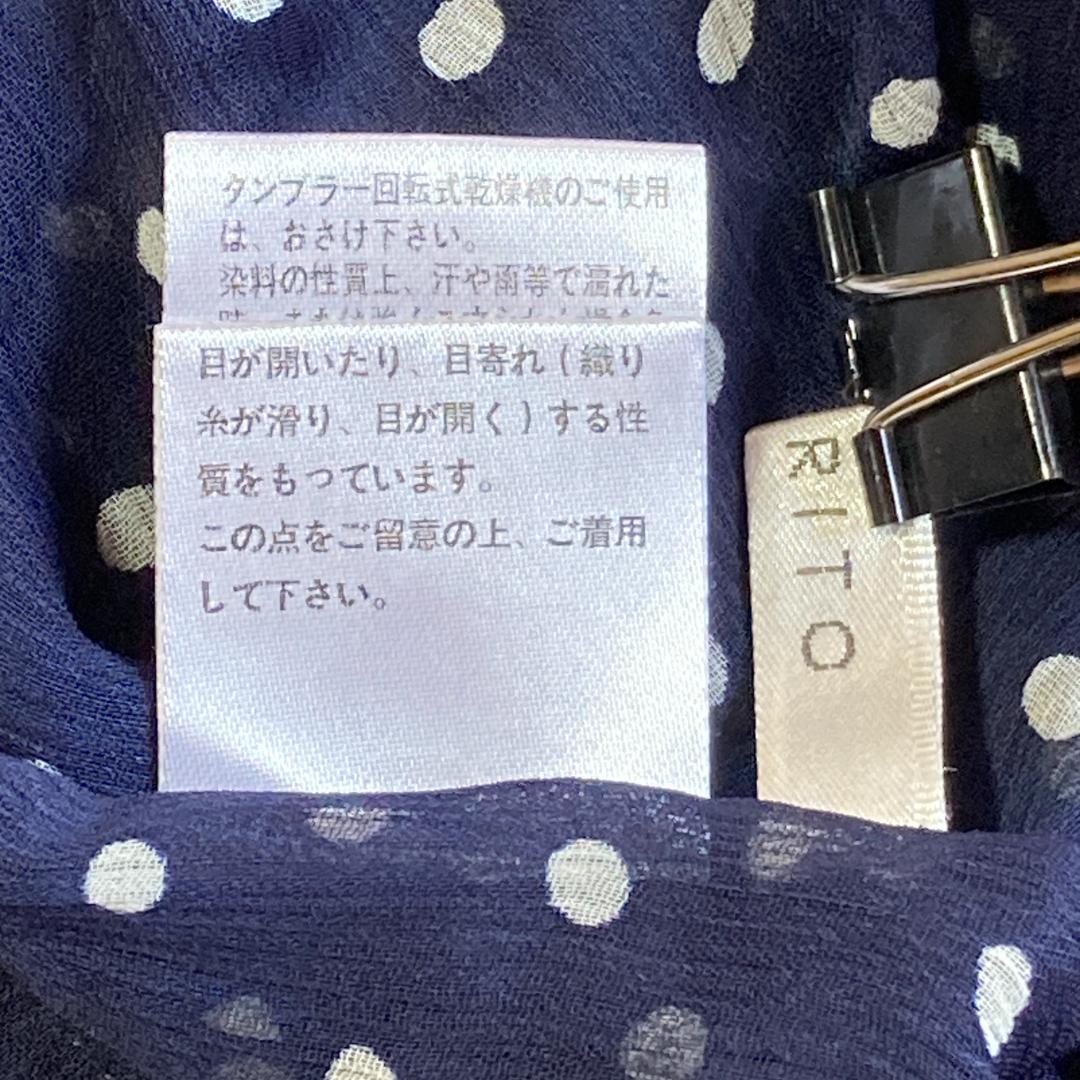 タンブラー回転式乾燥機のご使用
は、おさけ下さい。
染料の性質上、汗や雨等で濡れた
目が開いたり、目寄れ(織り
糸が滑り、目が開く)する性
質をもっています。
この点をご留意の上、ご着用
して下さい。
RITO